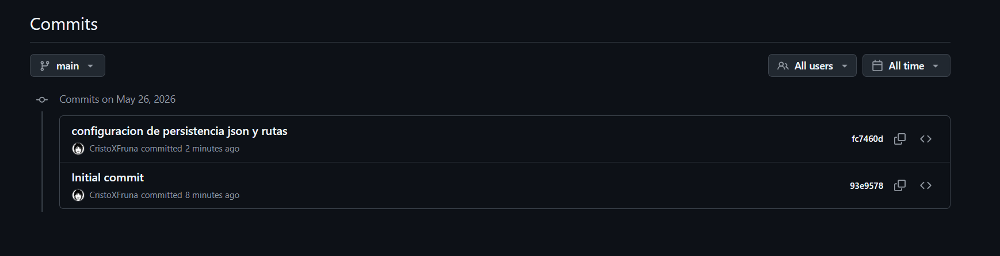 Commits
main
All users
All time
Commits on May 26, 2026
configuracion de persistencia json y rutas
CristoXFruna committed 2 minutes ago
fc7460d
Initial commit
CristoXFruna committed 8 minutes ago
93e9578